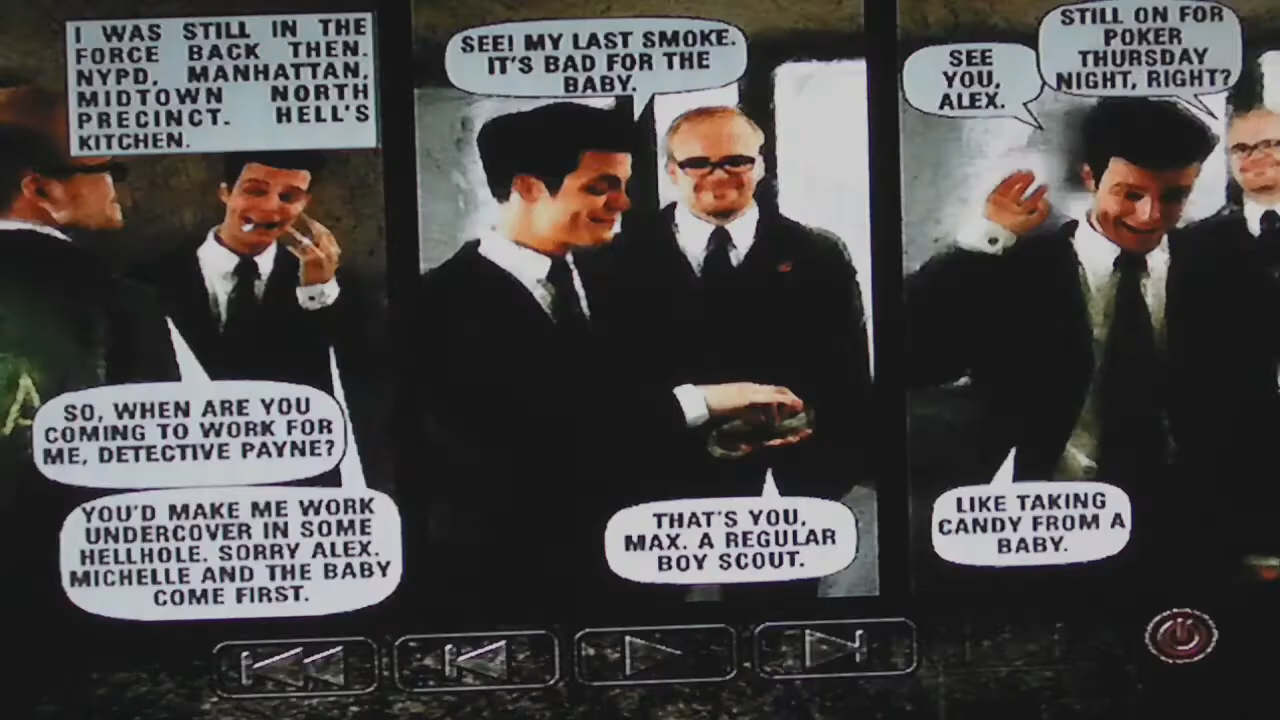 I WAS STILL IN THE
FORCE BACK THEN.
NYPD, MANHATTAN,
MIDTOWN NORTH
PRECINCT. HELL'S
KITCHEN.
SO, WHEN ARE YOU
COMING TO WORK FOR
ME, DETECTIVE PAYNE?
YOU'D MAKE ME WORK
UNDERCOVER IN SOME
HELLHOLE. SORRY ALEX.
MICHELLE AND THE BABY
COME FIRST.
SEE! MY LAST SMOKE.
IT'S BAD FOR THE
BABY.
THAT'S YOU,
MAX. A REGULAR
BOY SCOUT.
SEE
YOU,
ALEX.
STILL ON FOR
POKER
THURSDAY
NIGHT, RIGHT?
LIKE TAKING
CANDY FROM A
BABY.